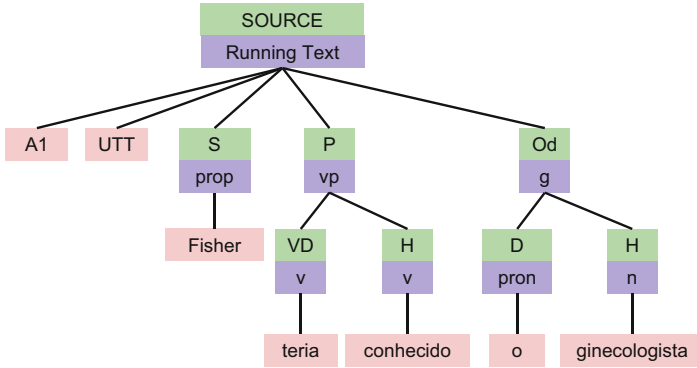 SOURCE
Running Text
A1 UTT S P Od
prop vp g
Fisher VD H D H
v v pron n
teria conhecido o ginecologista